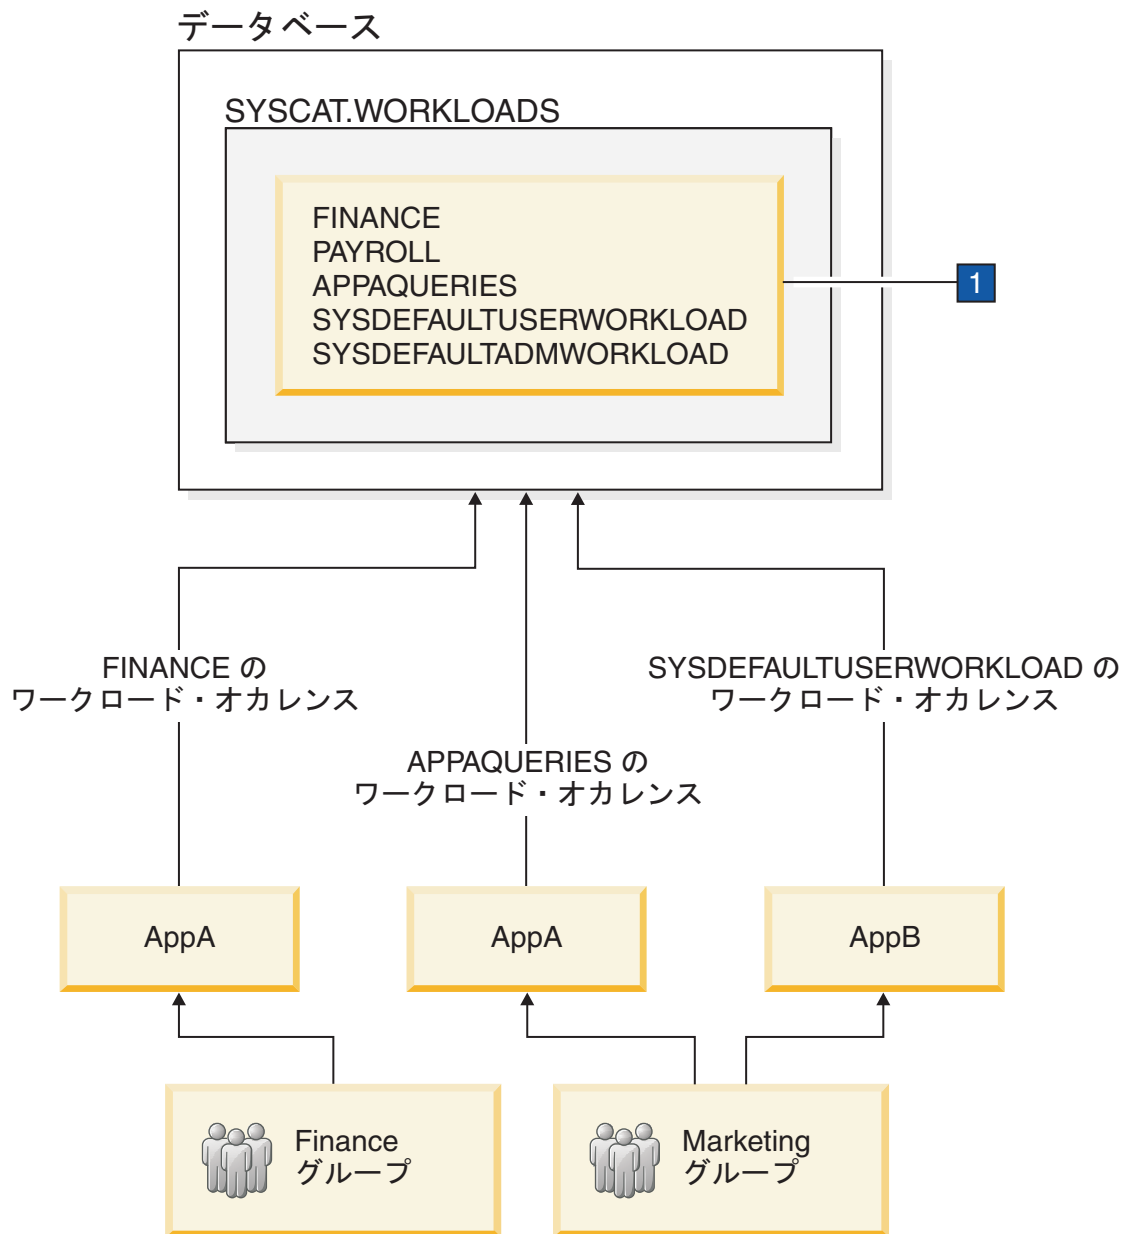 データベース
SYSCAT.WORKLOADS
FINANCE
PAYROLL
APPAQUERIES
SYSDEFAULTUSERWORKLOAD
SYSDEFAULTADMWORKLOAD
1
FINANCE の
ワークロード・オカレンス
SYSDEFAULTUSERWORKLOAD の
ワークロード・オカレンス
APPAQUERIES の
ワークロード・オカレンス
AppA
AppA
AppB
Finance
グループ
Marketing
グループ